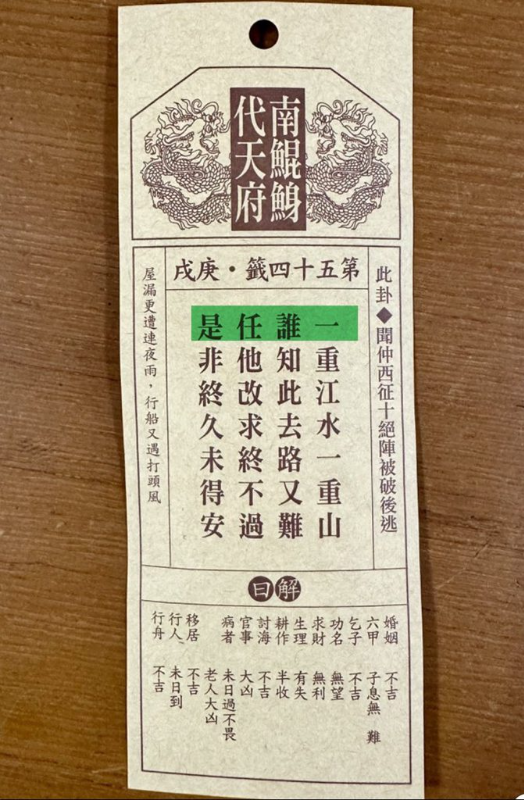 南鯤鯓
代天府
此卦◆聞仲西征十絕陣被破後逃
第五十四籤・庚戌
一重江水一重山
誰知此去路又難
任他改求終不過
是非終久未得安
屋漏更遭連夜雨，行船又遇打頭風
解曰
婚姻 不吉
六甲 子息無 難
乞子 不吉
功名 無望
求財 無利
生理 有失
耕作 半收
討海 不吉
官事 大凶
病者 未日過不畏
老人大凶
移居 不吉
行人 未日到
行舟 不吉